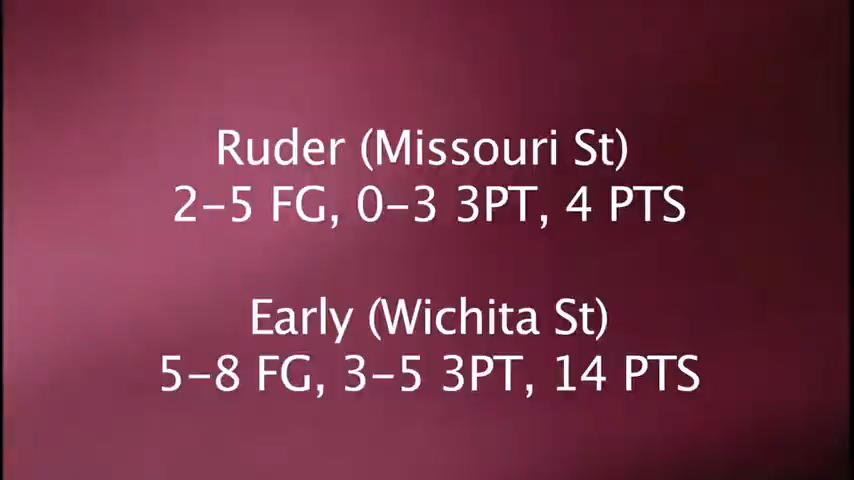 Ruder (Missouri St)
2-5 FG, 0-3 3PT, 4 PTS
Early (Wichita St)
5-8 FG, 3-5 3PT, 14 PTS